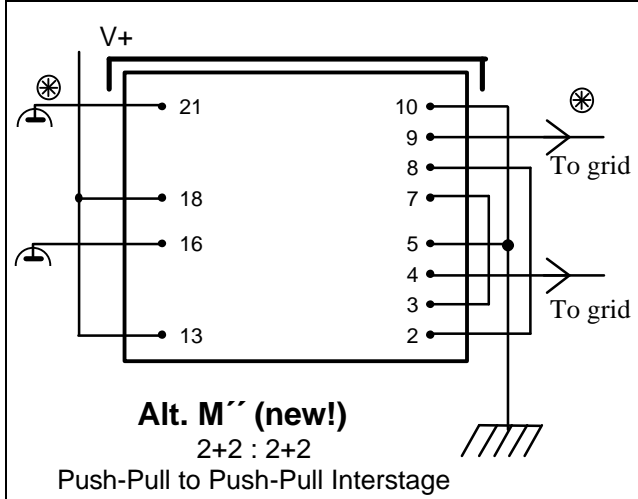 V+
21
10
9
To grid
8
18
7
16
5
4
3
To grid
13
2
Alt. M´´ (new!)
2+2 : 2+2
Push-Pull to Push-Pull Interstage